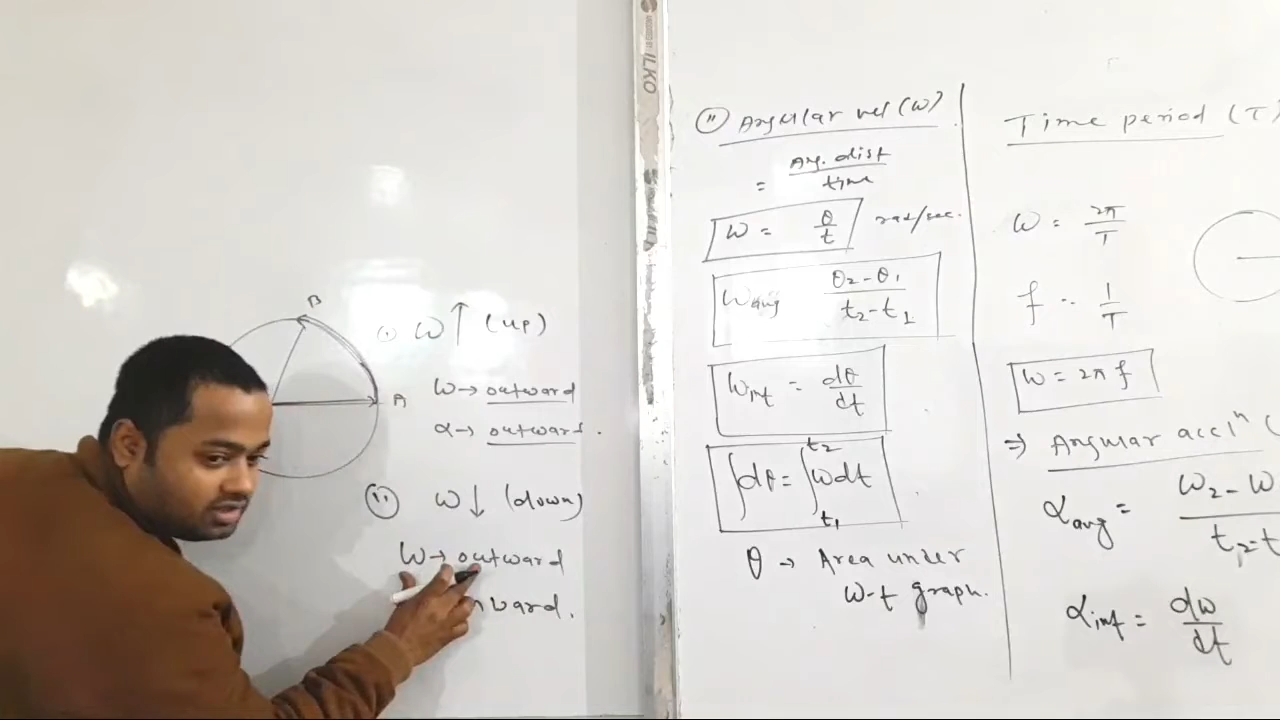 B
A
(i) ω ↑ (up)
ω → outward
α → outward.
(ii) ω ↓ (down)
ω → outward
nward.
ILKO
(ii) Angular vel (ω)
= Ang. dist / time
ω = θ/t rad/sec.
ωavg θ2-θ1 / t2-t1
ωint = dθ/dt
∫dθ = ∫ωdt
t2
t1
θ → Area under
ω-t graph.
Time period (T)
ω = 2π/T
f = 1/T
ω = 2π f
⇒ Angular acclⁿ (
αavg = ω2-ω / t2-t
αint = dω/dt